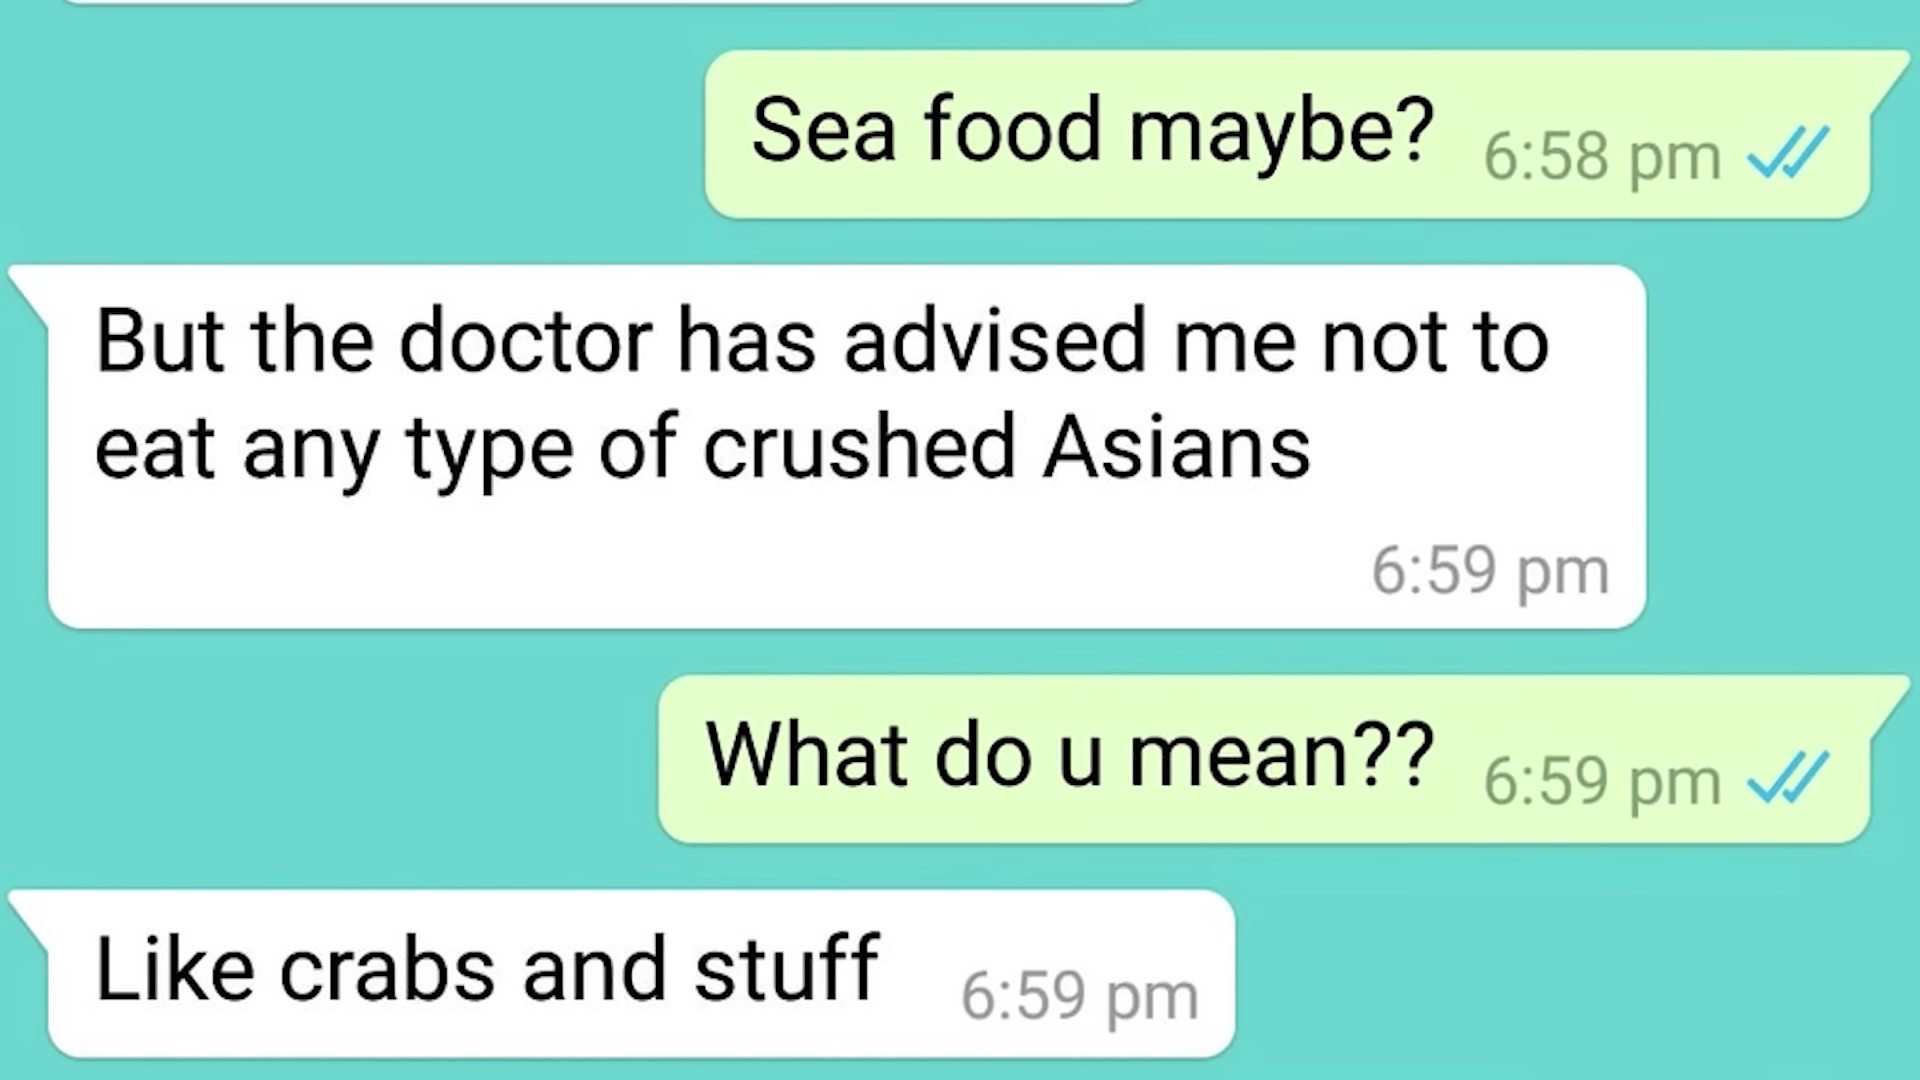 Sea food maybe? 6:58 pm
But the doctor has advised me not to
eat any type of crushed Asians
6:59 pm
What do u mean?? 6:59 pm
Like crabs and stuff 6:59 pm